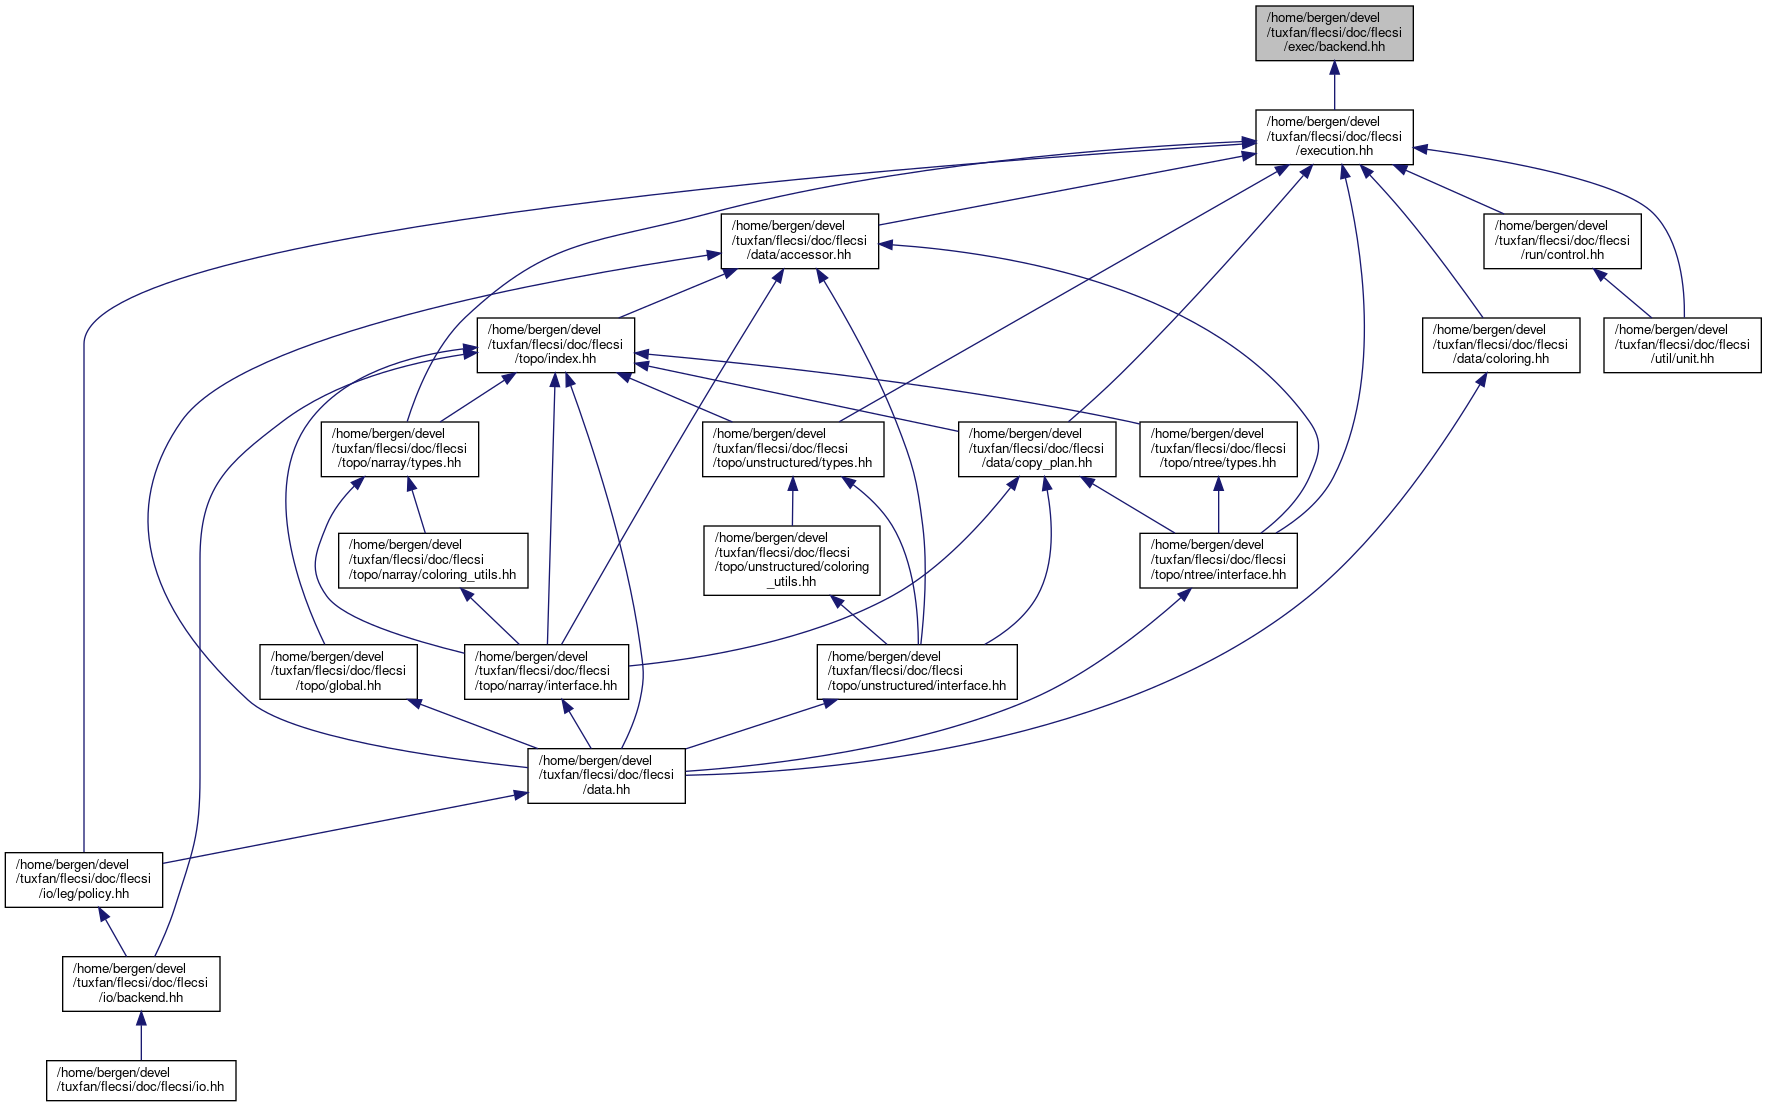 /home/bergen/devel
/tuxfan/flecsi/doc/flecsi
/exec/backend.hh
/home/bergen/devel
/tuxfan/flecsi/doc/flecsi
/execution.hh
/home/bergen/devel
/tuxfan/flecsi/doc/flecsi
/data/accessor.hh
/home/bergen/devel
/tuxfan/flecsi/doc/flecsi
/run/control.hh
/home/bergen/devel
/tuxfan/flecsi/doc/flecsi
/topo/index.hh
/home/bergen/devel
/tuxfan/flecsi/doc/flecsi
/data/coloring.hh
/home/bergen/devel
/tuxfan/flecsi/doc/flecsi
/util/unit.hh
/home/bergen/devel
/tuxfan/flecsi/doc/flecsi
/topo/narray/types.hh
/home/bergen/devel
/tuxfan/flecsi/doc/flecsi
/topo/unstructured/types.hh
/home/bergen/devel
/tuxfan/flecsi/doc/flecsi
/data/copy_plan.hh
/home/bergen/devel
/tuxfan/flecsi/doc/flecsi
/topo/ntree/types.hh
/home/bergen/devel
/tuxfan/flecsi/doc/flecsi
/topo/narray/coloring_utils.hh
/home/bergen/devel
/tuxfan/flecsi/doc/flecsi
/topo/unstructured/coloring
_utils.hh
/home/bergen/devel
/tuxfan/flecsi/doc/flecsi
/topo/ntree/interface.hh
/home/bergen/devel
/tuxfan/flecsi/doc/flecsi
/topo/global.hh
/home/bergen/devel
/tuxfan/flecsi/doc/flecsi
/topo/narray/interface.hh
/home/bergen/devel
/tuxfan/flecsi/doc/flecsi
/topo/unstructured/interface.hh
/home/bergen/devel
/tuxfan/flecsi/doc/flecsi
/data.hh
/home/bergen/devel
/tuxfan/flecsi/doc/flecsi
/io/leg/policy.hh
/home/bergen/devel
/tuxfan/flecsi/doc/flecsi
/io/backend.hh
/home/bergen/devel
/tuxfan/flecsi/doc/flecsi/io.hh